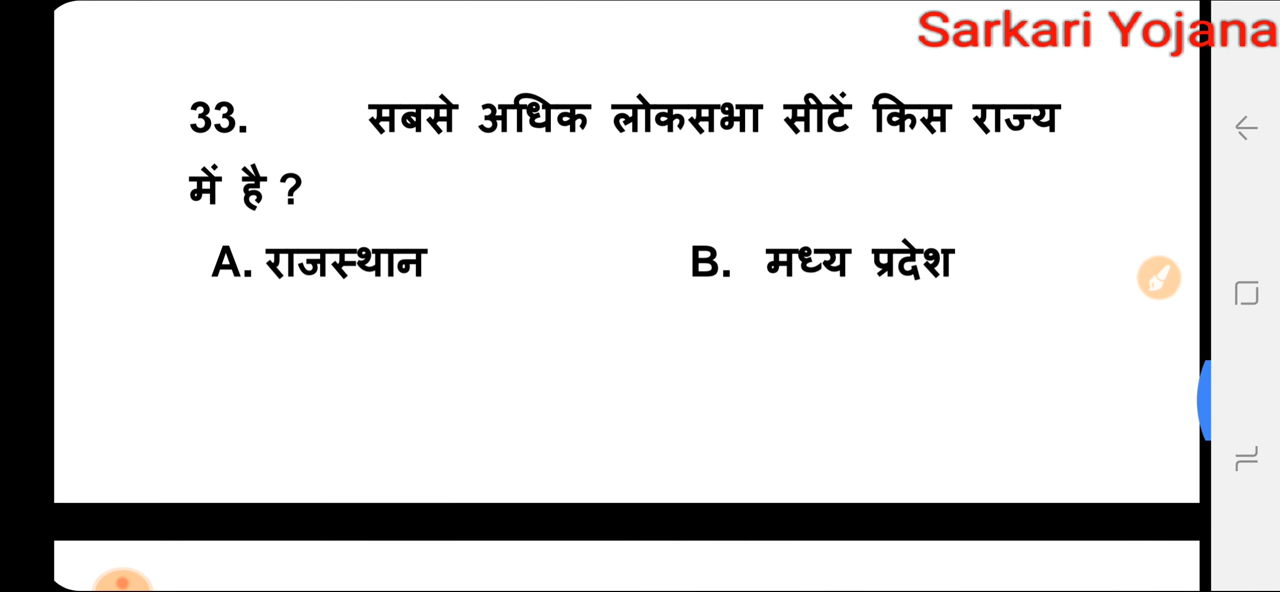 Sarkari Yojana
33. सबसे अधिक लोकसभा सीटें किस राज्य
में है ?
A. राजस्थान B. मध्य प्रदेश